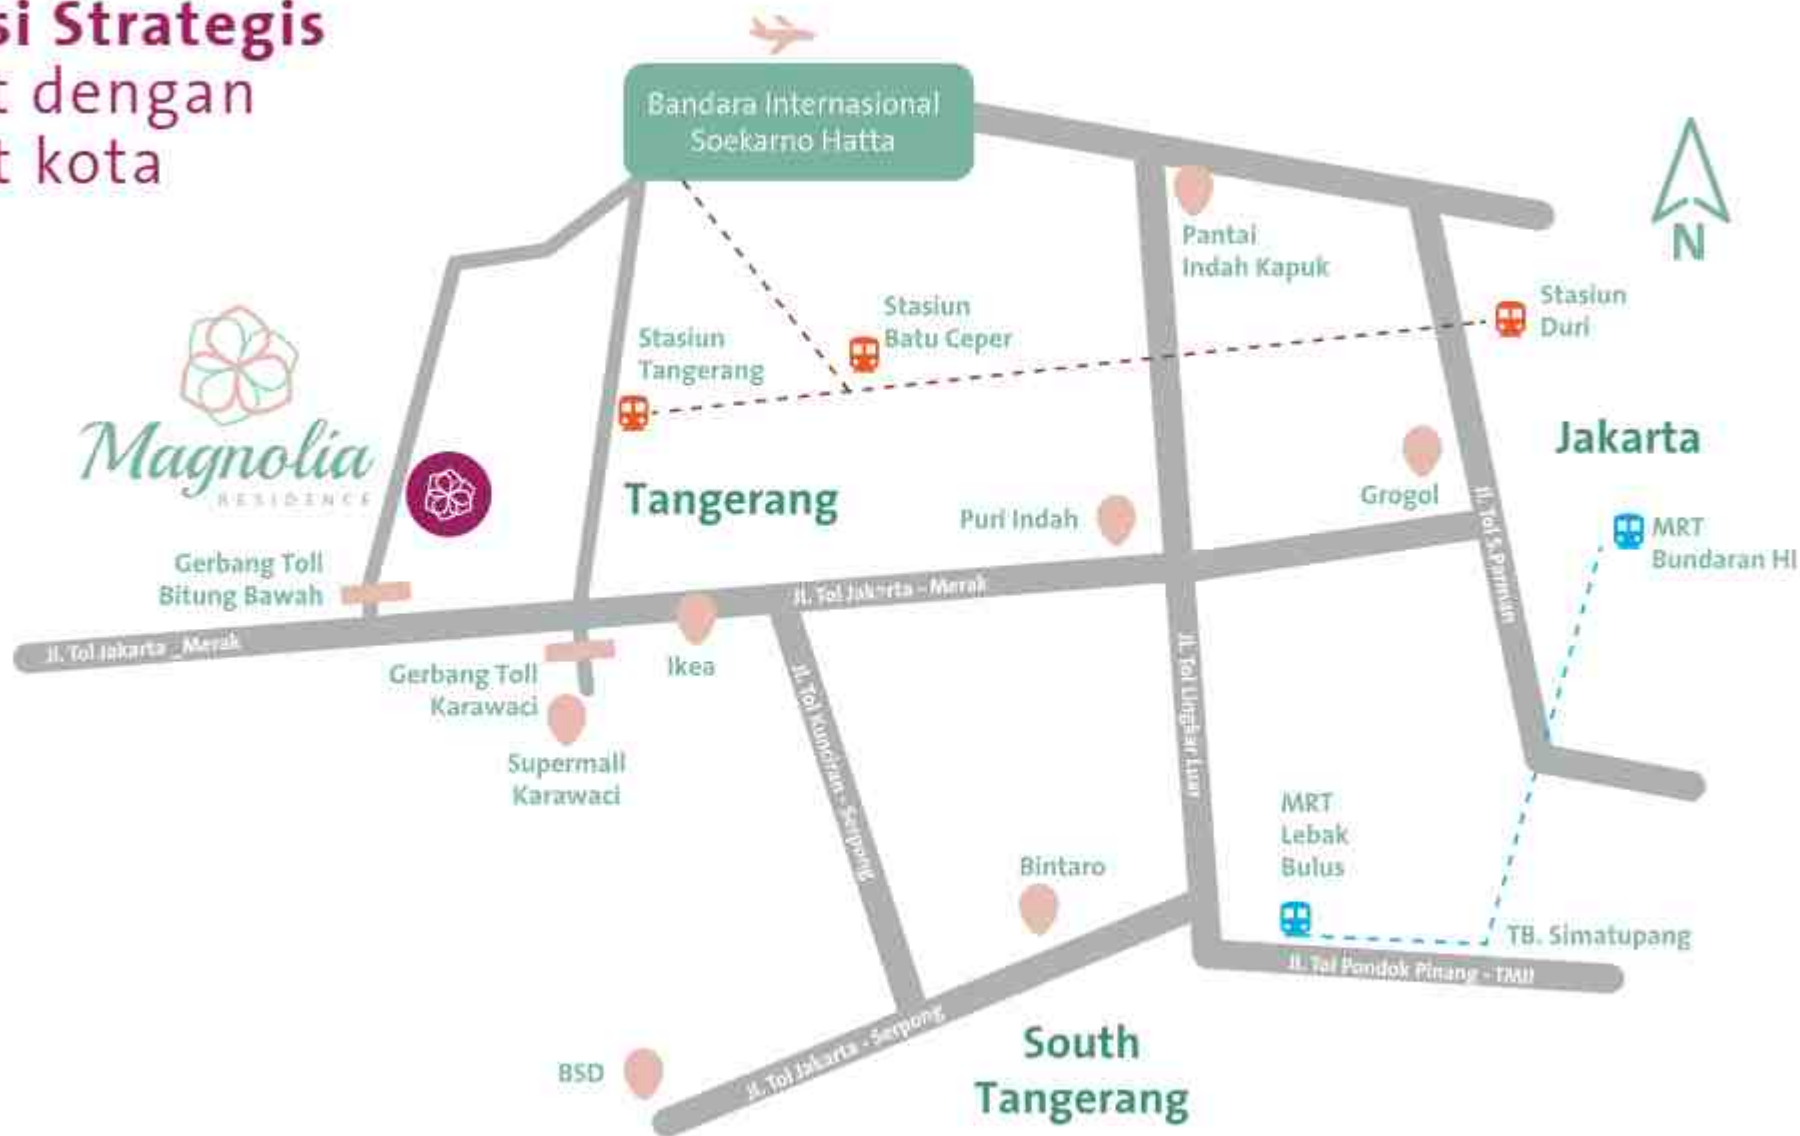 si Strategis
t dengan
t kota
Bandara Internasional
Soekarno Hatta
N
Pantai
Indah Kapuk
Stasiun
Duri
Stasiun
Batu Ceper
Stasiun
Tangerang
Magnolia
RESIDENCE
Jakarta
Tangerang
Puri Indah
Grogol
Jl. Tol S.Parman
MRT
Bundaran HI
Gerbang Toll
Bitung Bawah
Jl. Tol Jakarta - Merak
Jl. Tol Jakarta _Merak
Gerbang Toll
Karawaci
Ikea
Jl. Tol Kunciran - Serpong
Jl. Tol Lingkar Luar
Supermall
Karawaci
MRT
Lebak
Bulus
Bintaro
TB. Simatupang
Jl. Tol Pondok Pinang - TMII
Jl. Tol Jakarta - Serpong
BSD
South
Tangerang